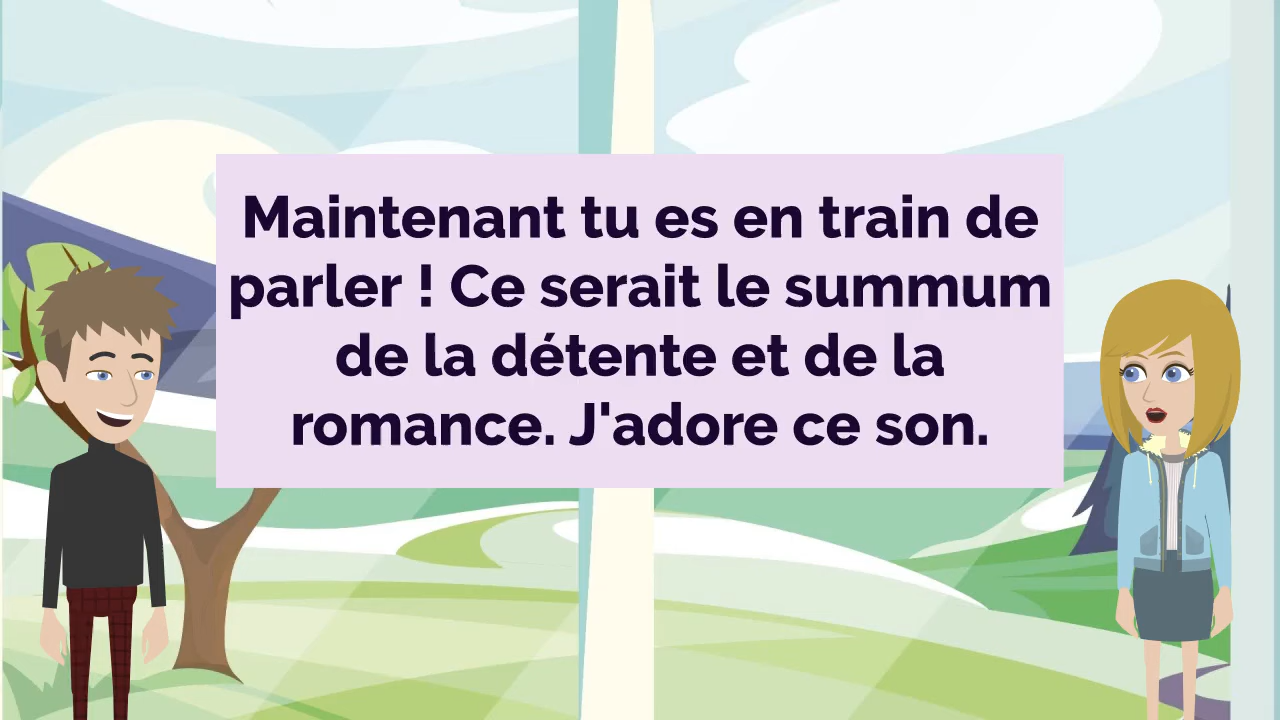 Maintenant tu es en train de
parler ! Ce serait le summum
de la détente et de la
romance. J'adore ce son.